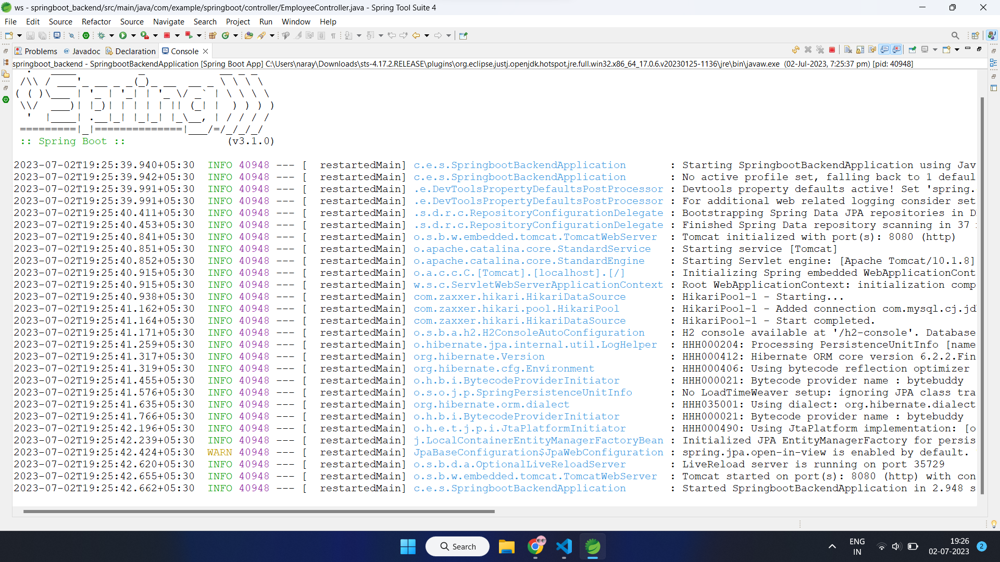 ws - springboot_backend/src/main/java/com/example/springboot/controller/EmployeeController.java - Spring Tool Suite 4
File Edit Source Refactor Source Navigate Search Project Run Window Help
Problems @ Javadoc Declaration Console
springboot_backend - SpringbootBackendApplication [Spring Boot App] C:\Users\naray\Downloads\sts-4.17.2.RELEASE\plugins\org.eclipse.justj.openjdk.hotspot.jre.full.win32.x86_64_17.0.6.v20230125-1136\jre\bin\javaw.exe (02-Jul-2023, 7:25:37 pm) [pid: 40948]
  .   ____          _            __ _ _
 /\\ / ___'_ __ _ _(_)_ __  __ _ \ \ \ \
( ( )\___ | '_ | '_| | '_ \/ _` | \ \ \ \
 \\/  ___)| |_)| | | | | || (_| |  ) ) ) )
  '  |____| .__|_| |_|_| |_\__, | / / / /
 =========|_|==============|___/=/_/_/_/
 :: Spring Boot ::                (v3.1.0)
2023-07-02T19:25:39.940+05:30  INFO 40948 --- [  restartedMain] c.e.s.SpringbootBackendApplication       : Starting SpringbootBackendApplication using Jav
2023-07-02T19:25:39.942+05:30  INFO 40948 --- [  restartedMain] c.e.s.SpringbootBackendApplication       : No active profile set, falling back to 1 defaul
2023-07-02T19:25:39.991+05:30  INFO 40948 --- [  restartedMain] .e.DevToolsPropertyDefaultsPostProcessor : Devtools property defaults active! Set 'spring.
2023-07-02T19:25:39.991+05:30  INFO 40948 --- [  restartedMain] .e.DevToolsPropertyDefaultsPostProcessor : For additional web related logging consider set
2023-07-02T19:25:40.411+05:30  INFO 40948 --- [  restartedMain] .s.d.r.c.RepositoryConfigurationDelegate : Bootstrapping Spring Data JPA repositories in D
2023-07-02T19:25:40.453+05:30  INFO 40948 --- [  restartedMain] .s.d.r.c.RepositoryConfigurationDelegate : Finished Spring Data repository scanning in 37
2023-07-02T19:25:40.841+05:30  INFO 40948 --- [  restartedMain] o.s.b.w.embedded.tomcat.TomcatWebServer  : Tomcat initialized with port(s): 8080 (http)
2023-07-02T19:25:40.851+05:30  INFO 40948 --- [  restartedMain] o.apache.catalina.core.StandardService   : Starting service [Tomcat]
2023-07-02T19:25:40.852+05:30  INFO 40948 --- [  restartedMain] o.apache.catalina.core.StandardEngine    : Starting Servlet engine: [Apache Tomcat/10.1.8]
2023-07-02T19:25:40.915+05:30  INFO 40948 --- [  restartedMain] o.a.c.c.C.[Tomcat].[localhost].[/]       : Initializing Spring embedded WebApplicationCont
2023-07-02T19:25:40.915+05:30  INFO 40948 --- [  restartedMain] w.s.c.ServletWebServerApplicationContext : Root WebApplicationContext: initialization comp
2023-07-02T19:25:40.938+05:30  INFO 40948 --- [  restartedMain] com.zaxxer.hikari.HikariDataSource       : HikariPool-1 - Starting...
2023-07-02T19:25:41.162+05:30  INFO 40948 --- [  restartedMain] com.zaxxer.hikari.pool.HikariPool        : HikariPool-1 - Added connection com.mysql.cj.jd
2023-07-02T19:25:41.164+05:30  INFO 40948 --- [  restartedMain] com.zaxxer.hikari.HikariDataSource       : HikariPool-1 - Start completed.
2023-07-02T19:25:41.171+05:30  INFO 40948 --- [  restartedMain] o.s.b.a.h2.H2ConsoleAutoConfiguration    : H2 console available at '/h2-console'. Database
2023-07-02T19:25:41.259+05:30  INFO 40948 --- [  restartedMain] o.hibernate.jpa.internal.util.LogHelper  : HHH000204: Processing PersistenceUnitInfo [name
2023-07-02T19:25:41.317+05:30  INFO 40948 --- [  restartedMain] org.hibernate.Version                    : HHH000412: Hibernate ORM core version 6.2.2.Fin
2023-07-02T19:25:41.319+05:30  INFO 40948 --- [  restartedMain] org.hibernate.cfg.Environment            : HHH000406: Using bytecode reflection optimizer
2023-07-02T19:25:41.455+05:30  INFO 40948 --- [  restartedMain] o.h.b.i.BytecodeProviderInitiator        : HHH000021: Bytecode provider name : bytebuddy
2023-07-02T19:25:41.576+05:30  INFO 40948 --- [  restartedMain] o.s.o.j.p.SpringPersistenceUnitInfo      : No LoadTimeWeaver setup: ignoring JPA class tra
2023-07-02T19:25:41.635+05:30  INFO 40948 --- [  restartedMain] org.hibernate.orm.dialect                : HHH035001: Using dialect: org.hibernate.dialect
2023-07-02T19:25:41.766+05:30  INFO 40948 --- [  restartedMain] o.h.b.i.BytecodeProviderInitiator        : HHH000021: Bytecode provider name : bytebuddy
2023-07-02T19:25:42.196+05:30  INFO 40948 --- [  restartedMain] o.h.e.t.j.p.i.JtaPlatformInitiator       : HHH000490: Using JtaPlatform implementation: [o
2023-07-02T19:25:42.239+05:30  INFO 40948 --- [  restartedMain] j.LocalContainerEntityManagerFactoryBean : Initialized JPA EntityManagerFactory for persis
2023-07-02T19:25:42.424+05:30  WARN 40948 --- [  restartedMain] JpaBaseConfiguration$JpaWebConfiguration : spring.jpa.open-in-view is enabled by default.
2023-07-02T19:25:42.620+05:30  INFO 40948 --- [  restartedMain] o.s.b.d.a.OptionalLiveReloadServer       : LiveReload server is running on port 35729
2023-07-02T19:25:42.655+05:30  INFO 40948 --- [  restartedMain] o.s.b.w.embedded.tomcat.TomcatWebServer  : Tomcat started on port(s): 8080 (http) with con
2023-07-02T19:25:42.662+05:30  INFO 40948 --- [  restartedMain] c.e.s.SpringbootBackendApplication       : Started SpringbootBackendApplication in 2.948 s
Search
ENG
IN
19:26
02-07-2023
2